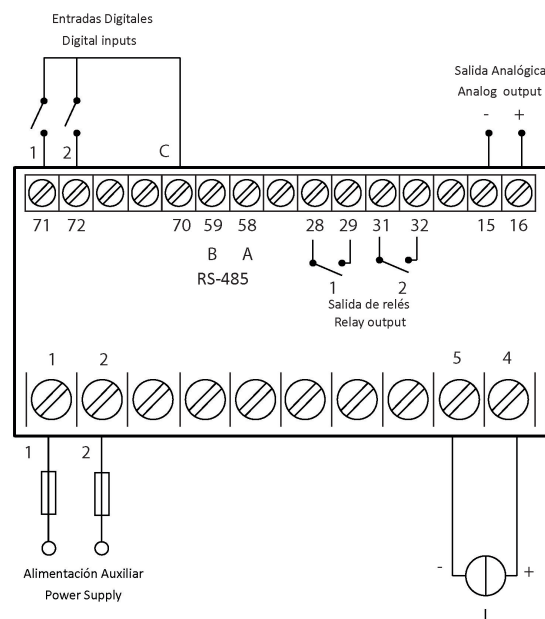 Entradas Digitales
Digital inputs
Salida Analógica
Analog output
- +
1 2 C
71 72 70 59 58 28 29 31 32 15 16
B A
RS-485
1 2
Salida de relés
Relay output
1 2 5 4
1 2
Alimentación Auxiliar
Power Supply
- +
I